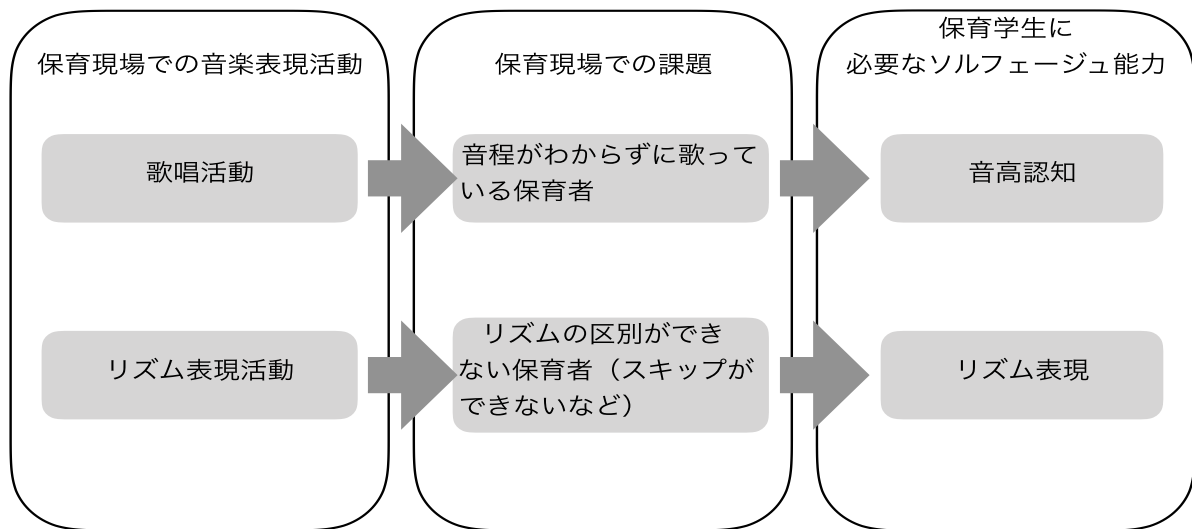 保育現場での音楽表現活動
歌唱活動
リズム表現活動
保育現場での課題
音程がわからずに歌って
いる保育者
リズムの区別ができ
ない保育者（スキップが
できないなど）
保育学生に
必要なソルフェージュ能力
音高認知
リズム表現